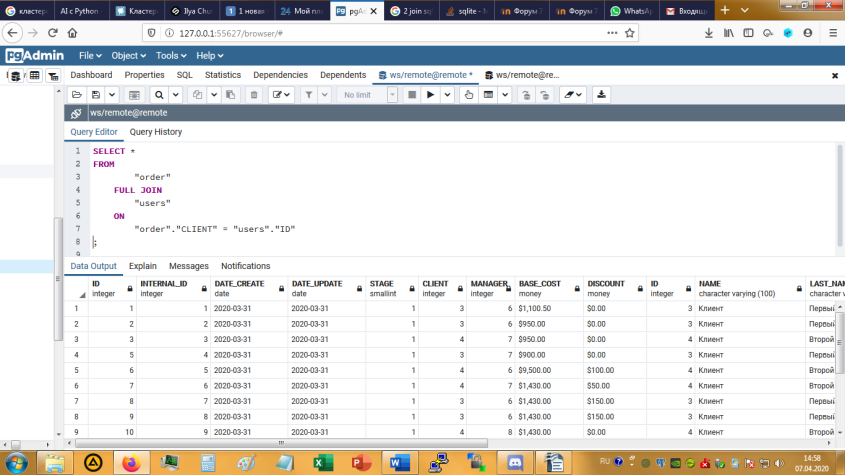 кластер
AI с Python
Кластер
Ilya Chu
1 новая
Мой пла
pgA
2 join sq
sqlite - М
Форум
Форум
WhatsAp
Входящи
127.0.0.1:55627/browser/#
pgAdmin File Object Tools Help
Dashboard Properties SQL Statistics Dependencies Dependents ws/remote@remote * ws/remote@re...
No limit
ws/remote@remote
Query Editor Query History
1 SELECT *
2 FROM
3 "order"
4 FULL JOIN
5 "users"
6 ON
7 "order"."CLIENT" = "users"."ID"
8 ;
9
Data Output Explain Messages Notifications
ID INTERNAL_ID DATE_CREATE DATE_UPDATE STAGE CLIENT MANAGER BASE_COST DISCOUNT ID NAME LAST_NA
integer integer date date smallint integer integer money money integer character varying (100) character v
1 1 1 2020-03-31 2020-03-31 1 3 6 $1,100.50 $0.00 3 Клиент Первый
2 2 2 2020-03-31 2020-03-31 1 3 6 $950.00 $0.00 3 Клиент Первы
3 3 3 2020-03-31 2020-03-31 1 4 7 $950.00 $0.00 4 Клиент Второй
4 5 4 2020-03-31 2020-03-31 1 3 7 $900.00 $0.00 3 Клиент Первы
5 6 5 2020-03-31 2020-03-31 1 4 6 $9,500.00 $100.00 4 Клиент Второй
6 7 6 2020-03-31 2020-03-31 1 4 7 $1,430.00 $50.00 4 Клиент Второй
7 8 7 2020-03-31 2020-03-31 1 3 7 $1,430.00 $150.00 3 Клиент Первы
8 9 8 2020-03-31 2020-03-31 1 3 6 $1,430.00 $150.00 3 Клиент Первы
9 10 9 2020-03-31 2020-03-31 1 4 8 $1,430.00 $0.00 4 Клиент Второй
RU
14:58
07.04.2020